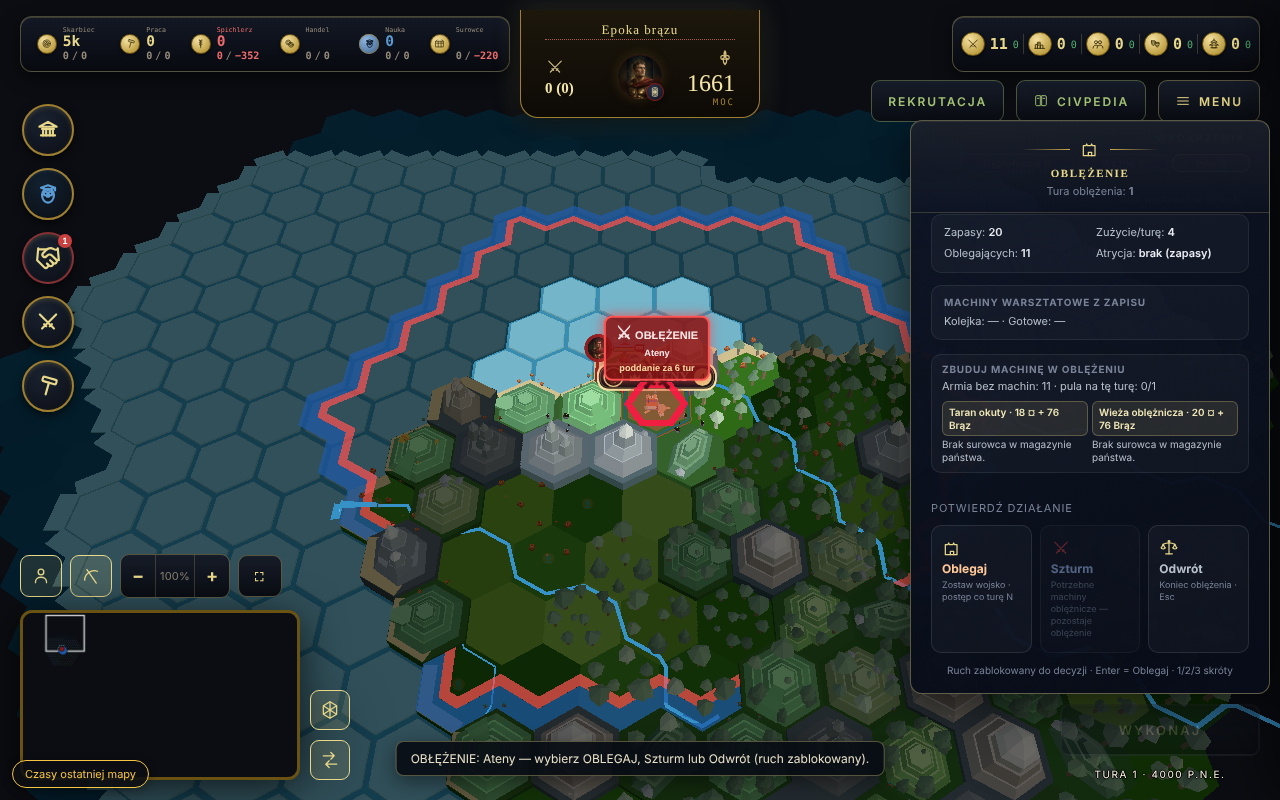 Skarbiec
5k
0 / 0
Praca
0
0 / 0
Spichlerz
0
0 / −352
Handel
0 / 0
Nauka
0
0 / 0
Surowce
0 / −220
Epoka brązu
0 (0)
1661
MOC
11 0
0 0
0 0
0 0
0 0
REKRUTACJA
CIVPEDIA
MENU
OBLĘŻENIE
Tura oblężenia: 1
Zapasy: 20
Zużycie/turę: 4
Oblegających: 11
Atrycja: brak (zapasy)
MACHINY WARSZTATOWE Z ZAPISU
Kolejka: — · Gotowe: —
ZBUDUJ MACHINĘ W OBLĘŻENIU
Armia bez machin: 11 · pula na tę turę: 0/1
Taran okuty · 18 ¤ + 76
Brąz
Wieża oblężnicza · 20 ¤ +
76 Brąz
Brak surowca w magazynie
państwa.
Brak surowca w magazynie
państwa.
POTWIERDŹ DZIAŁANIE
Oblegaj
Zostaw wojsko ·
postęp co turę N
Szturm
Potrzebne
machiny
oblężnicze —
pozostaje
oblężenie
Odwrót
Koniec oblężenia ·
Esc
Ruch zablokowany do decyzji · Enter = Oblegaj · 1/2/3 skróty
1
OBŁĘŻENIE
Ateny
poddanie za 6 tur
−
100%
+
Czasy ostatniej mapy
OBŁĘŻENIE: Ateny — wybierz OBLEGAJ, Szturm lub Odwrót (ruch zablokowany).
WYKONAJ
TURA 1 · 4000 P.N.E.